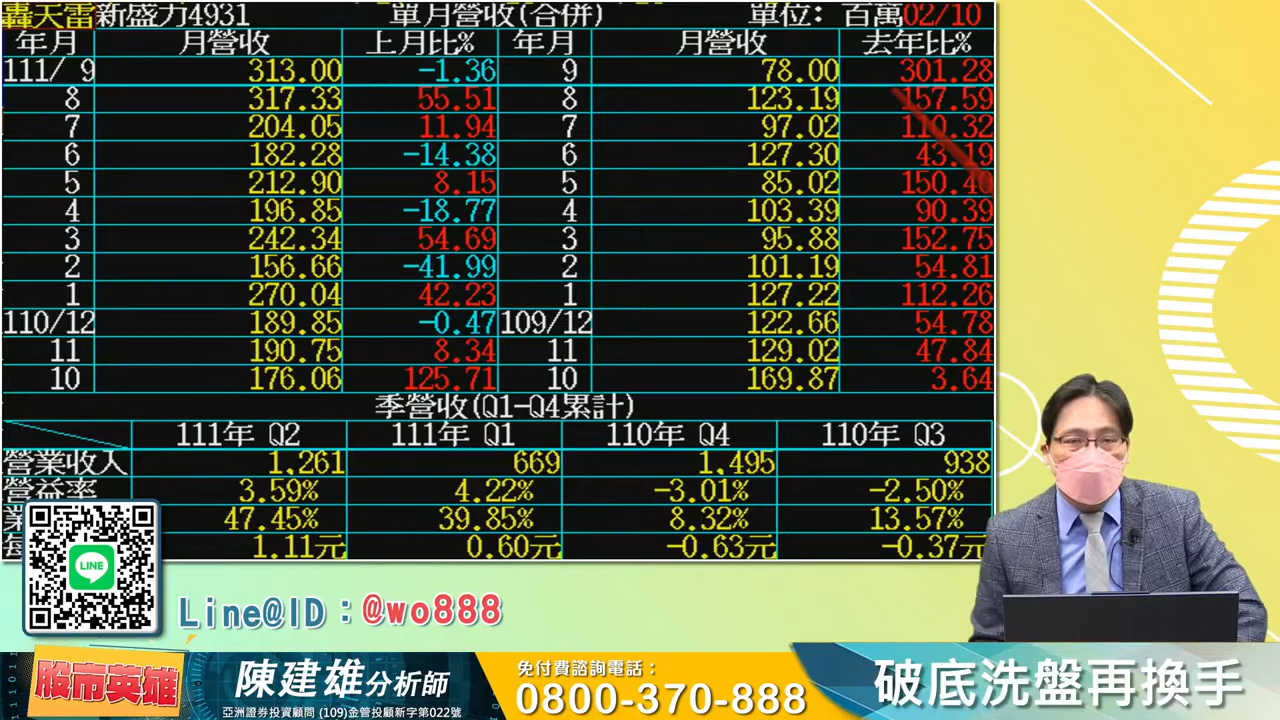 轟天雷新盛力4931 單月營收(合併) 單位: 百萬02/10
年月 月營收 上月比% 年月 月營收 去年比%
111/ 9 313.00 -1.36 9 78.00 301.28
8 317.33 55.51 8 123.19 157.59
7 204.05 11.94 7 97.02 110.32
6 182.28 -14.38 6 127.30 43.19
5 212.90 8.15 5 85.02 150.40
4 196.85 -18.77 4 103.39 90.39
3 242.34 54.69 3 95.88 152.75
2 156.66 -41.99 2 101.19 54.81
1 270.04 42.23 1 127.22 112.26
110/12 189.85 -0.47 109/12 122.66 54.78
11 190.75 8.34 11 129.02 47.84
10 176.06 125.71 10 169.87 3.64
季營收(Q1-Q4累計)
111年 Q2 111年 Q1 110年 Q4 110年 Q3
營業收入 1,261 669 1,495 938
營益率 3.59% 4.22% -3.01% -2.50%
47.45% 39.85% 8.32% 13.57%
1.11元 0.60元 -0.63元 -0.37元
LINE
Line@ID：@wo888
股市英雄
陳建雄分析師
亞洲證券投資顧問 (109)金管投顧新字第022號
免付費諮詢電話：
0800-370-888
破底洗盤再換手